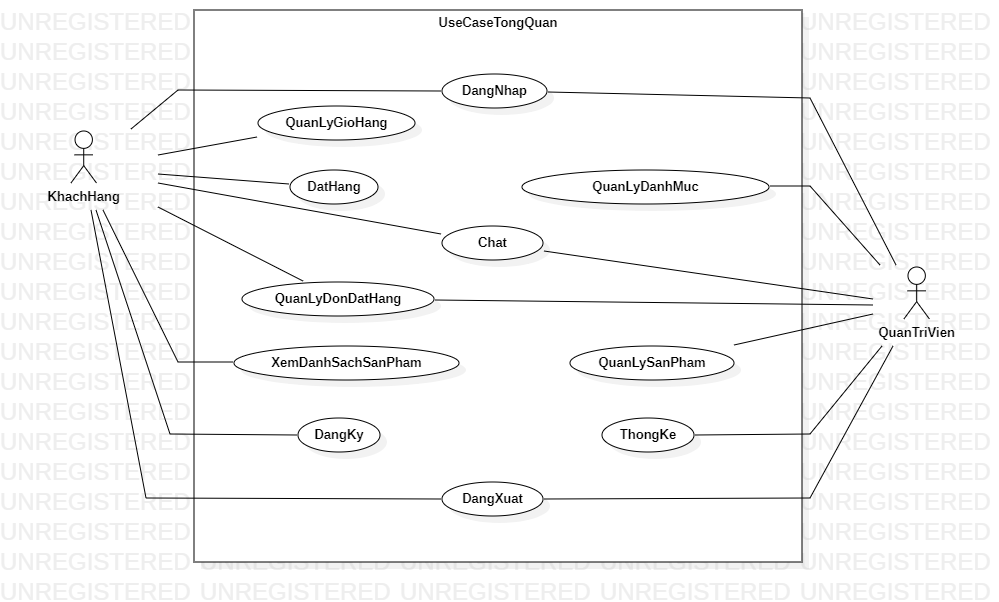 UseCaseTongQuan
DangNhap
QuanLyGioHang
DatHang
QuanLyDanhMuc
KhachHang
Chat
QuanLyDonDatHang
QuanTriVien
XemDanhSachSanPham
QuanLySanPham
DangKy
ThongKe
DangXuat
UNREGISTERED